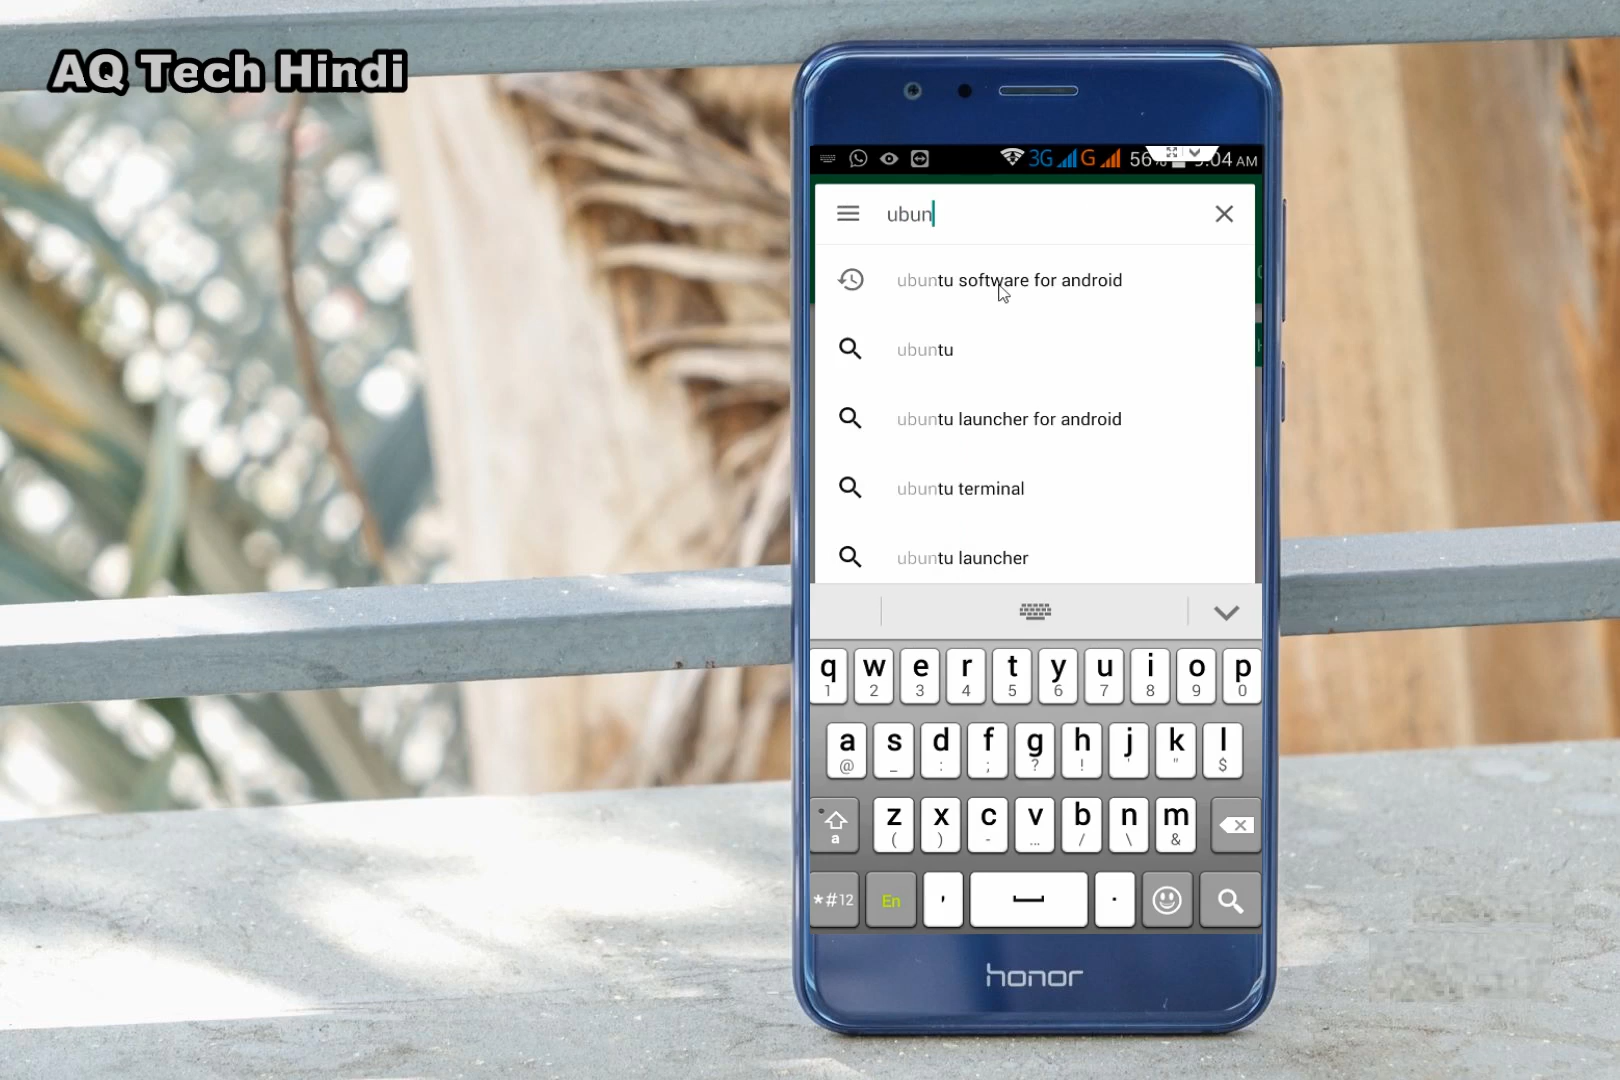 AQ Tech Hindi
3G G 56% :04 AM
ubun
ubuntu software for android
ubuntu
ubuntu launcher for android
ubuntu terminal
ubuntu launcher
q w e r t y u i o p
1 2 3 4 5 6 7 8 9 0
a s d f g h j k l
@ _ : ; ? ! ' " $
z x c v b n m
a ( ) - ... / \ &
*#12 En , .
honor